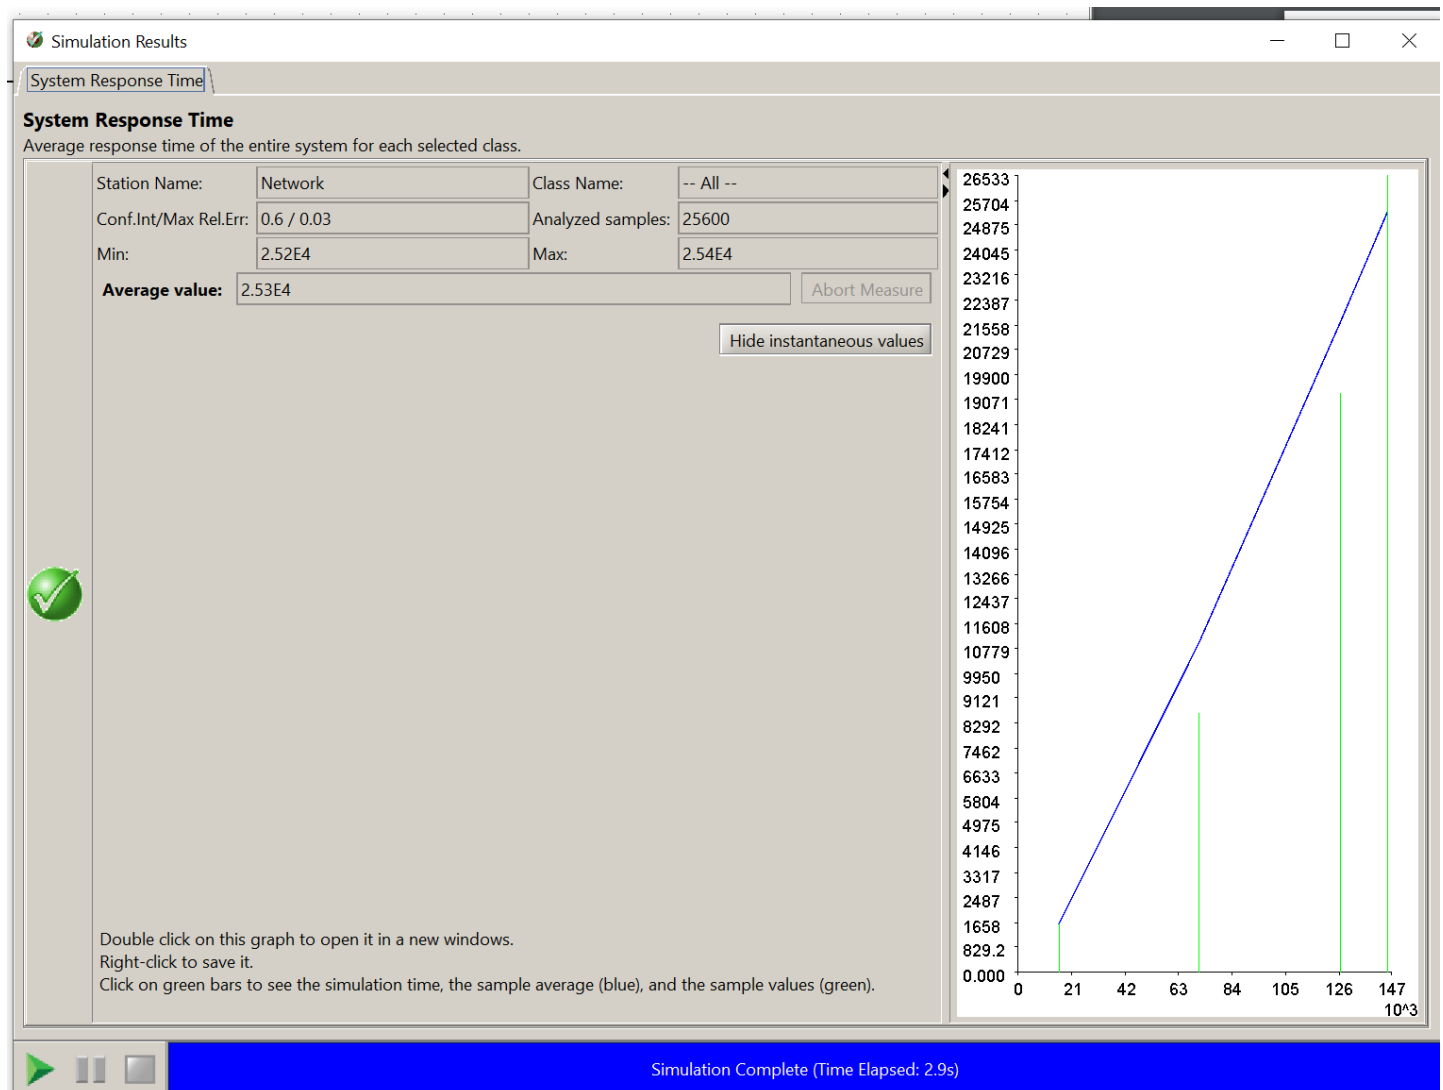 Simulation Results
System Response Time
System Response Time
Average response time of the entire system for each selected class.
Station Name: Network Class Name: -- All --
Conf.Int/Max Rel.Err: 0.6 / 0.03 Analyzed samples: 25600
Min: 2.52E4 Max: 2.54E4
Average value: 2.53E4 Abort Measure
Hide instantaneous values
Double click on this graph to open it in a new windows.
Right-click to save it.
Click on green bars to see the simulation time, the sample average (blue), and the sample values (green).
26533
25704
24875
24045
23216
22387
21558
20729
19900
19071
18241
17412
16583
15754
14925
14096
13266
12437
11608
10779
9950
9121
8292
7462
6633
5804
4975
4146
3317
2487
1658
829.2
0.000
0 21 42 63 84 105 126 147
10^3
Simulation Complete (Time Elapsed: 2.9s)